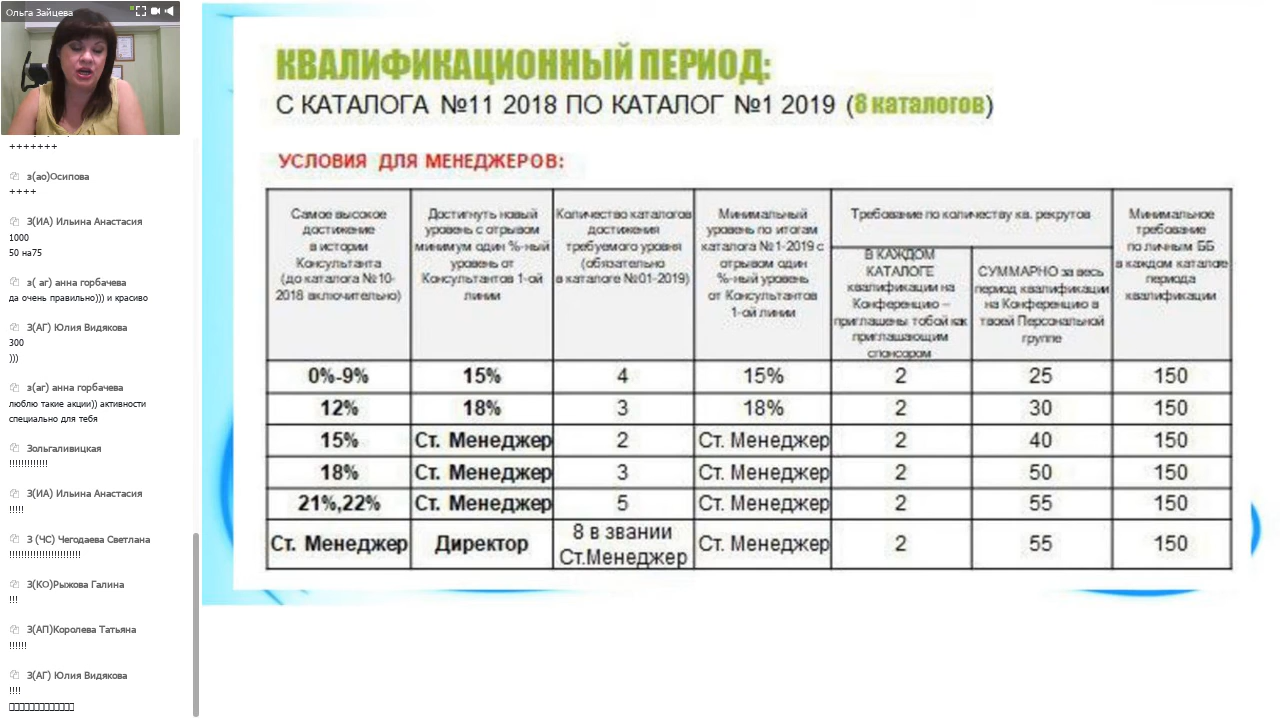 Ольга Зайцева
+++++++
з(ао)Осипова
++++
З(ИА) Ильина Анастасия
1000
50 на75
з( аг) анна горбачева
да очень правильно))) и красиво
З(АГ) Юлия Видякова
300
)))
з(аг) анна горбачева
люблю такие акции)) активности
специально для тебя
Зользаливицкая
!!!!!!!!!!!!!
З(ИА) Ильина Анастасия
!!!!!
З (ЧС) Чегодаева Светлана
!!!!!!!!!!!!!!!!!!!!!!!!
З(КО)Рыжова Галина
!!!
З(АП)Королева Татьяна
!!!!!!
З(АГ) Юлия Видякова
!!!!
КВАЛИФИКАЦИОННЫЙ ПЕРИОД:
С КАТАЛОГА №11 2018 ПО КАТАЛОГ №1 2019 (8 каталогов)
УСЛОВИЯ ДЛЯ МЕНЕДЖЕРОВ:
Самое высокое
достижение
в истории
Консультанта
(до каталога №10-
2018 включительно)
Достигнуть новый
уровень с отрывом
минимум один %-ный
уровень от
Консультантов 1-ой
линии
Количество каталогов
достижения
требуемого уровня
(обязательно
в каталоге №01-2019)
Минимальный
уровень по итогам
каталога №1-2019 с
отрывом один
%-ный уровень
от Консультантов
1-ой линии
Требование по количеству кв. рекрутов
В КАЖДОМ
КАТАЛОГЕ
квалификации на
Конференцию –
приглашены тобой как
приглашающим
спонсором
СУММАРНО за весь
период квалификации
на Конференцию в
твоей Персональной
группе
Минимальное
требование
по личным ББ
в каждом каталоге
периода
квалификации
0%-9% 15% 4 15% 2 25 150
12% 18% 3 18% 2 30 150
15% Ст. Менеджер 2 Ст. Менеджер 2 40 150
18% Ст. Менеджер 3 Ст. Менеджер 2 50 150
21%,22% Ст. Менеджер 5 Ст. Менеджер 2 55 150
Ст. Менеджер Директор 8 в звании Ст.Менеджер Ст. Менеджер 2 55 150